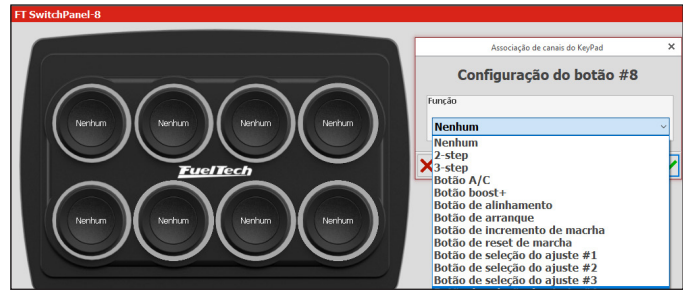 FT SwitchPanel-8
Nenhum Nenhum Nenhum Nenhum
FuelTech
Nenhum Nenhum Nenhum Nenhum
Associação de canais do KeyPad
Configuração do botão #8
Função
Nenhum
Nenhum
2-step
3-step
Botão A/C
Botão boost+
Botão de alinhamento
Botão de arranque
Botão de incremento de macrha
Botão de reset de marcha
Botão de seleção do ajuste #1
Botão de seleção do ajuste #2
Botão de seleção do ajuste #3